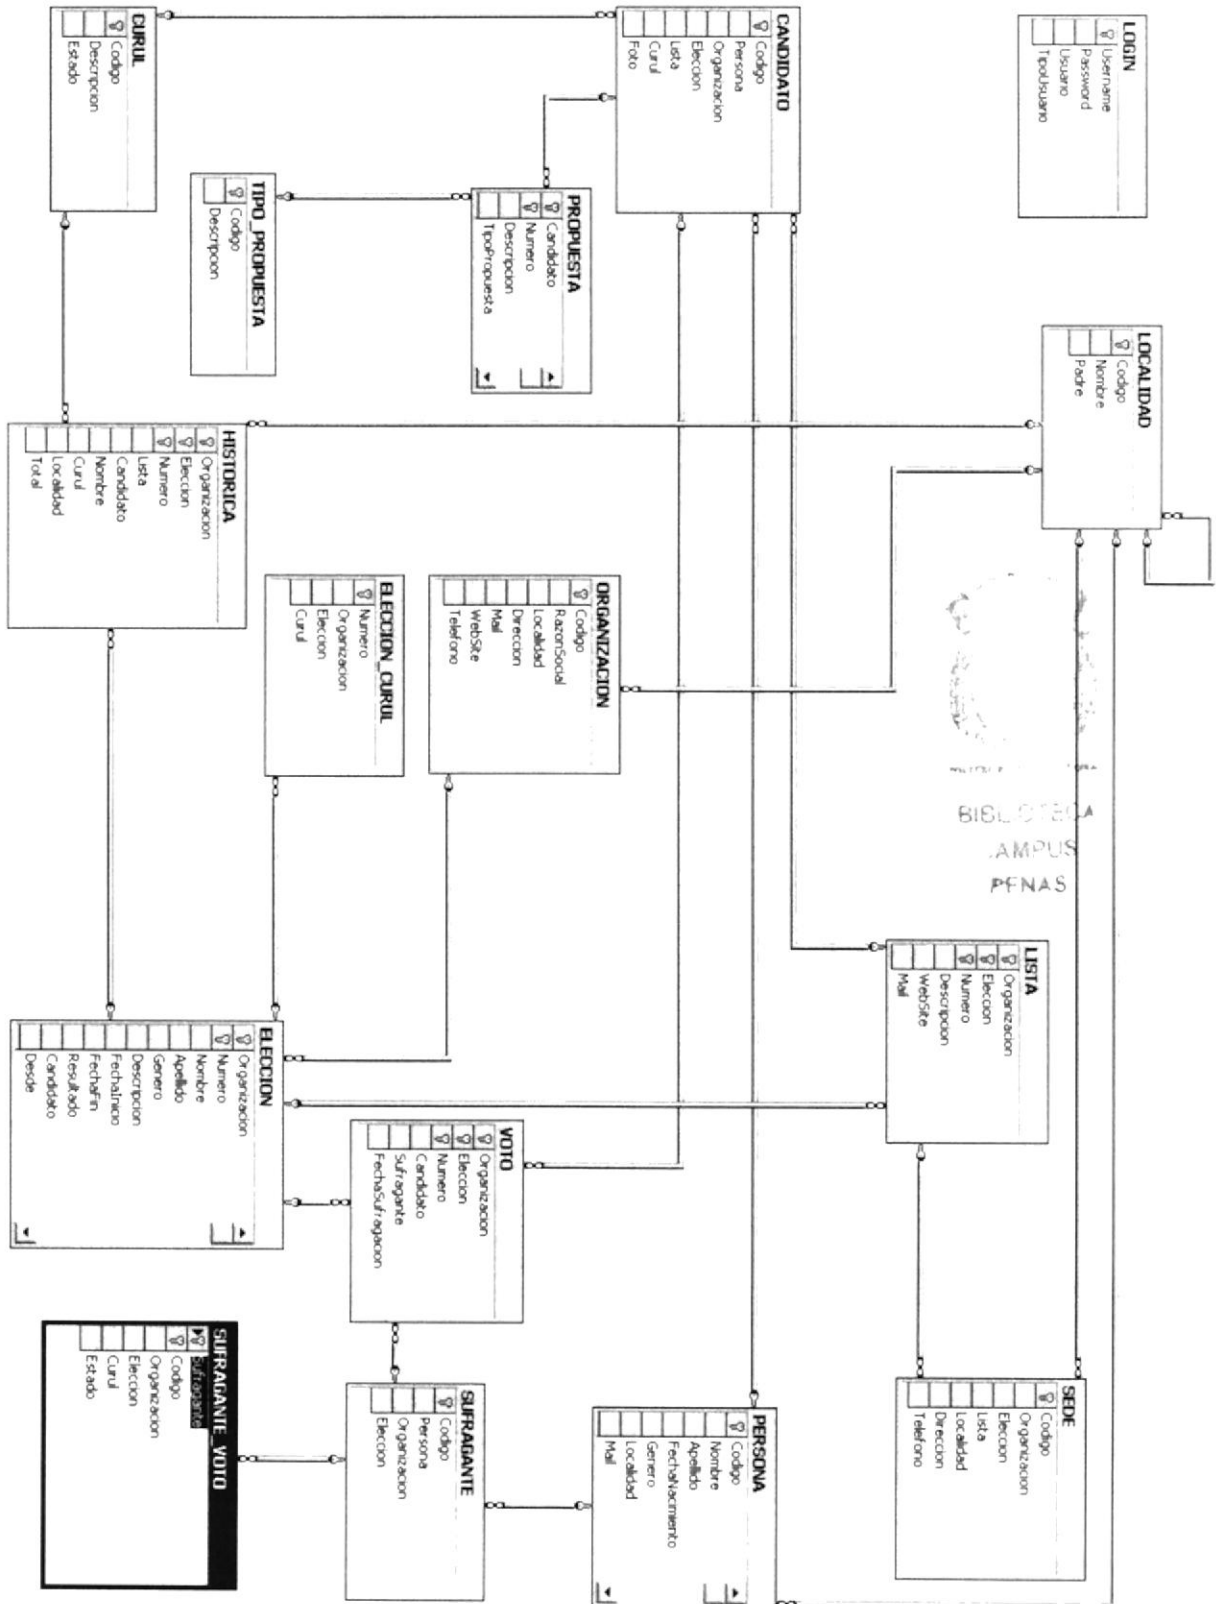 LOGIN
Username
Password
Usuario
TipoUsuario
LOCALIDAD
Codigo
Nombre
Padre
LISTA
Organizacion
Eleccion
Numero
Descripcion
WebSite
Mail
SEDE
Codigo
Organizacion
Eleccion
Lista
Localidad
Direccion
Telefono
CANDIDATO
Codigo
Persona
Organizacion
Eleccion
Lista
Curul
Foto
PROPUESTA
Candidato
Numero
Descripcion
TipoPropuesta
ORGANIZACION
Codigo
RazonSocial
Localidad
Direccion
Mail
WebSite
Telefono
VOTO
Organizacion
Eleccion
Numero
Candidato
Sufragante
FechaSufragacion
PERSONA
Codigo
Nombre
Apellido
FechaNacimiento
Genero
Localidad
Mail
SUFRAGANTE
Codigo
Persona
Organizacion
Eleccion
TIPO_PROPUESTA
Codigo
Descripcion
ELECCION_CURUL
Numero
Organizacion
Eleccion
Curul
CURUL
Codigo
Descripcion
Estado
HISTORICA
Organizacion
Eleccion
Numero
Lista
Candidato
Nombre
Curul
Localidad
Total
ELECCION
Organizacion
Numero
Nombre
Apellido
Genero
Descripcion
FechaInicio
FechaFin
Resultado
Candidato
Desde
SUFRAGANTE_VOTO
Sufragante
Codigo
Organizacion
Eleccion
Curul
Estado
BIBLIOTECA
AMPUS
PENAS